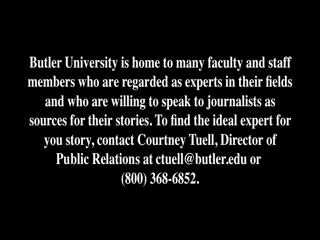 Butler University is home to many faculty and staff
members who are regarded as experts in their fields
and who are willing to speak to journalists as
sources for their stories. To find the ideal expert for
you story, contact Courtney Tuell, Director of
Public Relations at ctuell@butler.edu or
(800) 368-6852.